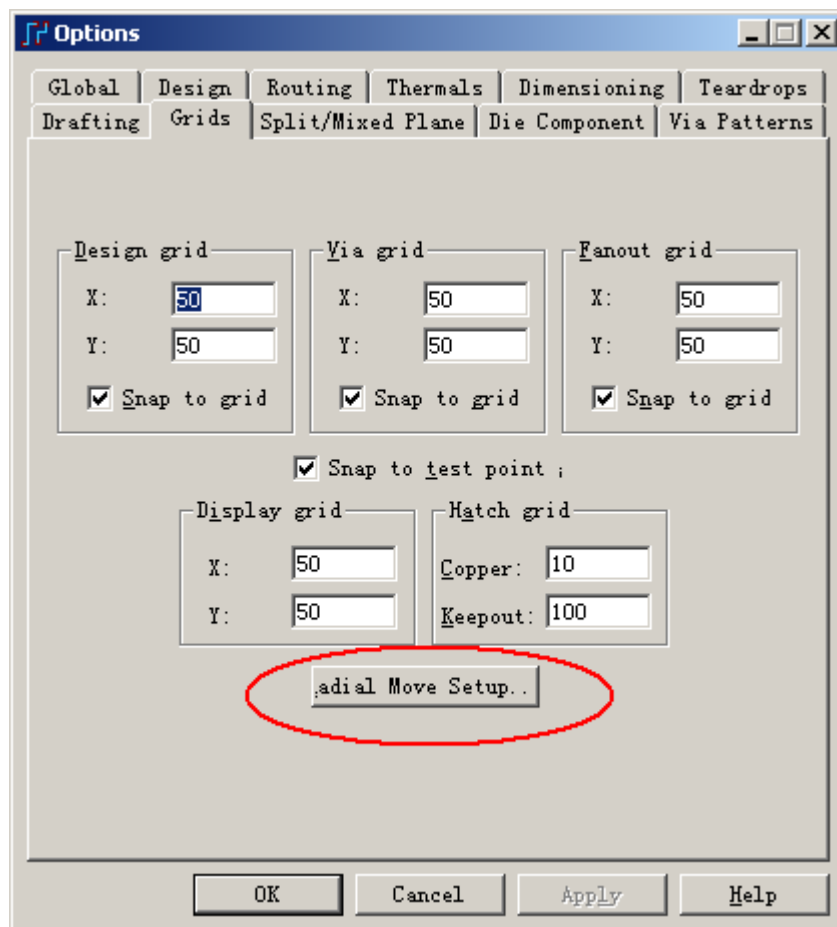 Options
Global Design Routing Thermals Dimensioning Teardrops
Drafting Grids Split/Mixed Plane Die Component Via Patterns
Design grid Via grid Fanout grid
X: 50 X: 50 X: 50
Y: 50 Y: 50 Y: 50
Snap to grid Snap to grid Snap to grid
Snap to test point
Display grid Hatch grid
X: 50 Copper: 10
Y: 50 Keepout: 100
adial Move Setup..
OK Cancel Apply Help